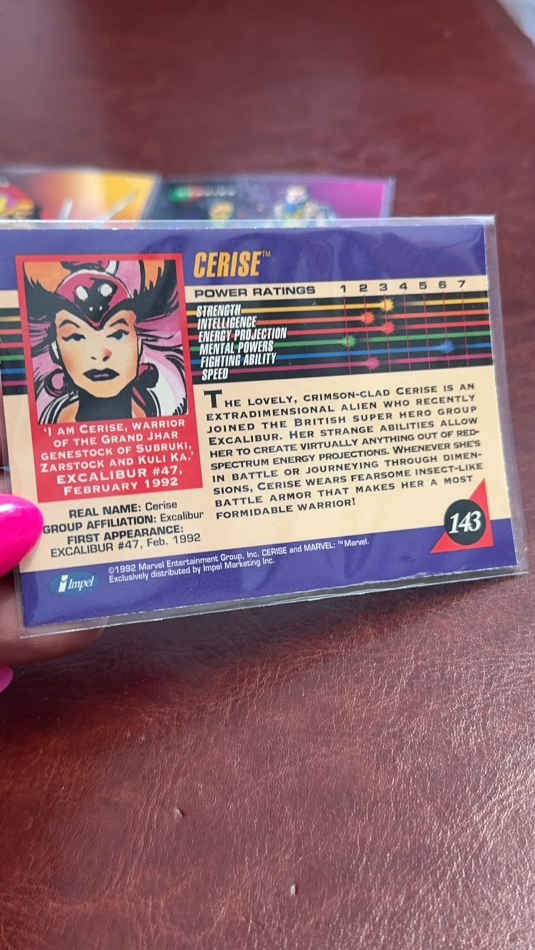 CERISE™
POWER RATINGS 1 2 3 4 5 6 7
STRENGTH
INTELLIGENCE
ENERGY PROJECTION
MENTAL POWERS
FIGHTING ABILITY
SPEED
'I AM CERISE, WARRIOR
OF THE GRAND JHAR
GENESTOCK OF SUBRUKI,
ZARSTOCK AND KULI KA.'
EXCALIBUR #47,
FEBRUARY 1992
REAL NAME: Cerise
GROUP AFFILIATION: Excalibur
FIRST APPEARANCE:
EXCALIBUR #47, Feb. 1992
THE LOVELY, CRIMSON-CLAD CERISE IS AN
EXTRADIMENSIONAL ALIEN WHO RECENTLY
JOINED THE BRITISH SUPER HERO GROUP
EXCALIBUR. HER STRANGE ABILITIES ALLOW
HER TO CREATE VIRTUALLY ANYTHING OUT OF RED-
SPECTRUM ENERGY PROJECTIONS. WHENEVER SHE'S
IN BATTLE OR JOURNEYING THROUGH DIMEN-
SIONS, CERISE WEARS FEARSOME INSECT-LIKE
BATTLE ARMOR THAT MAKES HER A MOST
FORMIDABLE WARRIOR!
143
Impel
©1992 Marvel Entertainment Group, Inc. CERISE and MARVEL: ™Marvel.
Exclusively distributed by Impel Marketing Inc.